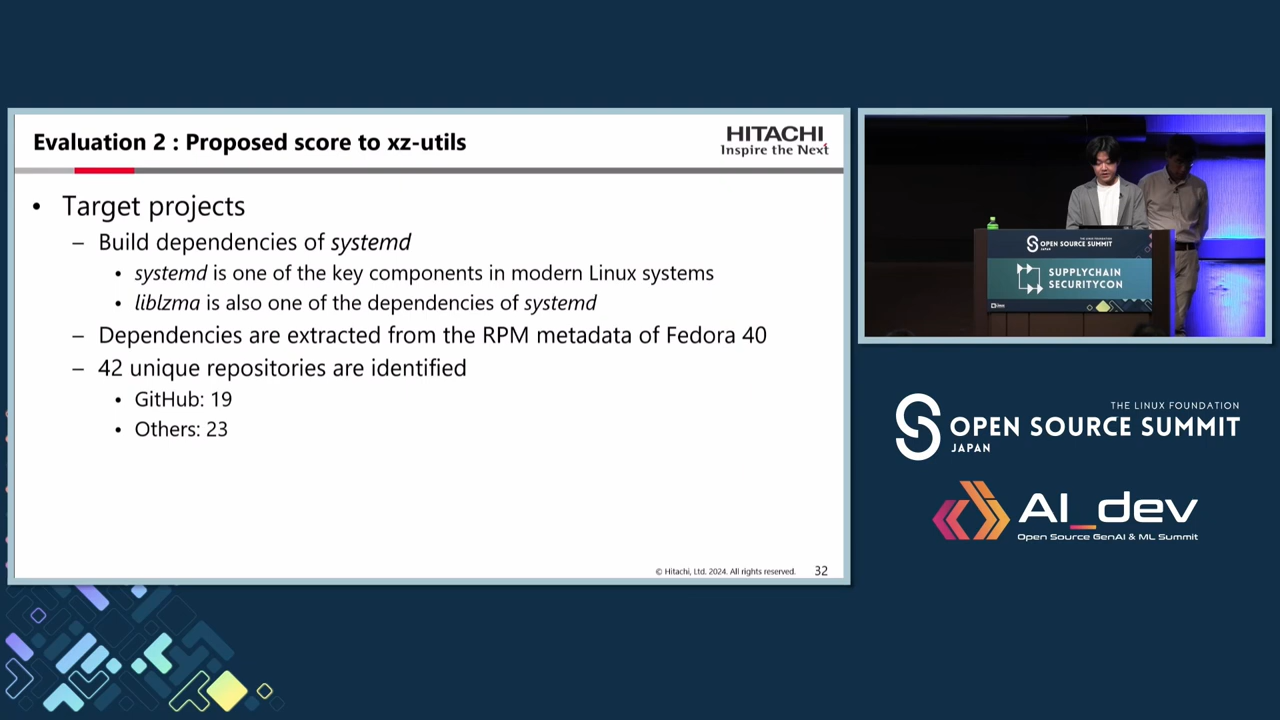 Evaluation 2 : Proposed score to xz-utils
HITACHI
Inspire the Next
• Target projects
– Build dependencies of systemd
• systemd is one of the key components in modern Linux systems
• liblzma is also one of the dependencies of systemd
– Dependencies are extracted from the RPM metadata of Fedora 40
– 42 unique repositories are identified
• GitHub: 19
• Others: 23
© Hitachi, Ltd. 2024. All rights reserved. 32
OPEN SOURCE SUMMIT
SUPPLYCHAIN
SECURITYCON
THE LINUX FOUNDATION
OPEN SOURCE SUMMIT
JAPAN
AI_dev
Open Source GenAI & ML Summit